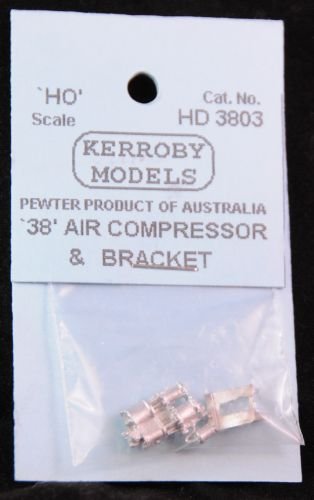 'HO' Cat. No.
Scale HD 3803
KERROBY
MODELS
PEWTER PRODUCT OF AUSTRALIA
'38' AIR COMPRESSOR
& BRACKET